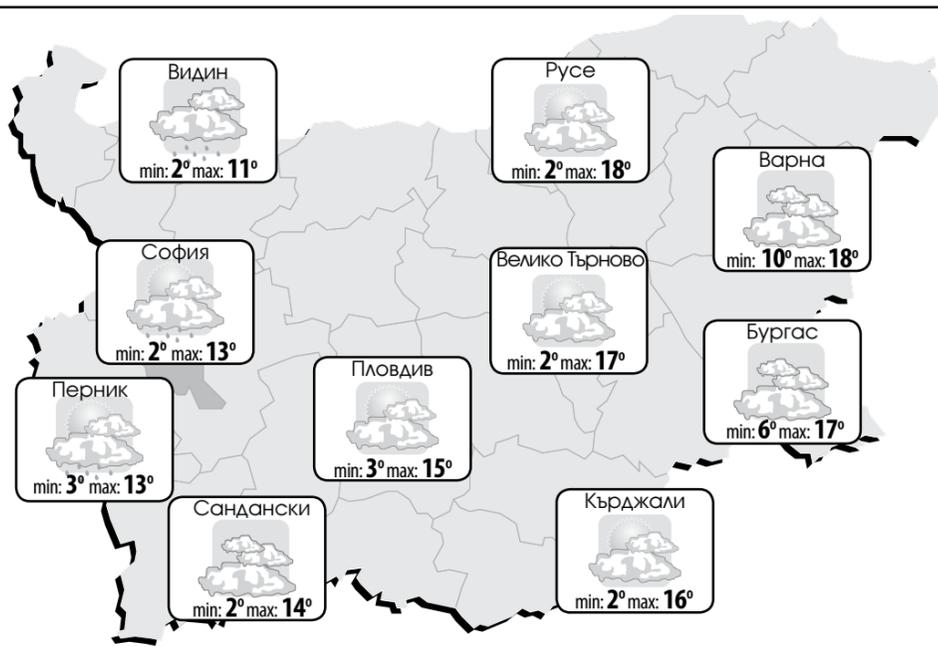 Видин
min: 2° max: 11°
Русе
min: 2° max: 18°
Варна
min: 10° max: 18°
София
min: 2° max: 13°
Велико Търново
min: 2° max: 17°
Бургас
min: 6° max: 17°
Пловдив
min: 3° max: 15°
Перник
min: 3° max: 13°
Сандански
min: 2° max: 14°
Кърджали
min: 2° max: 16°